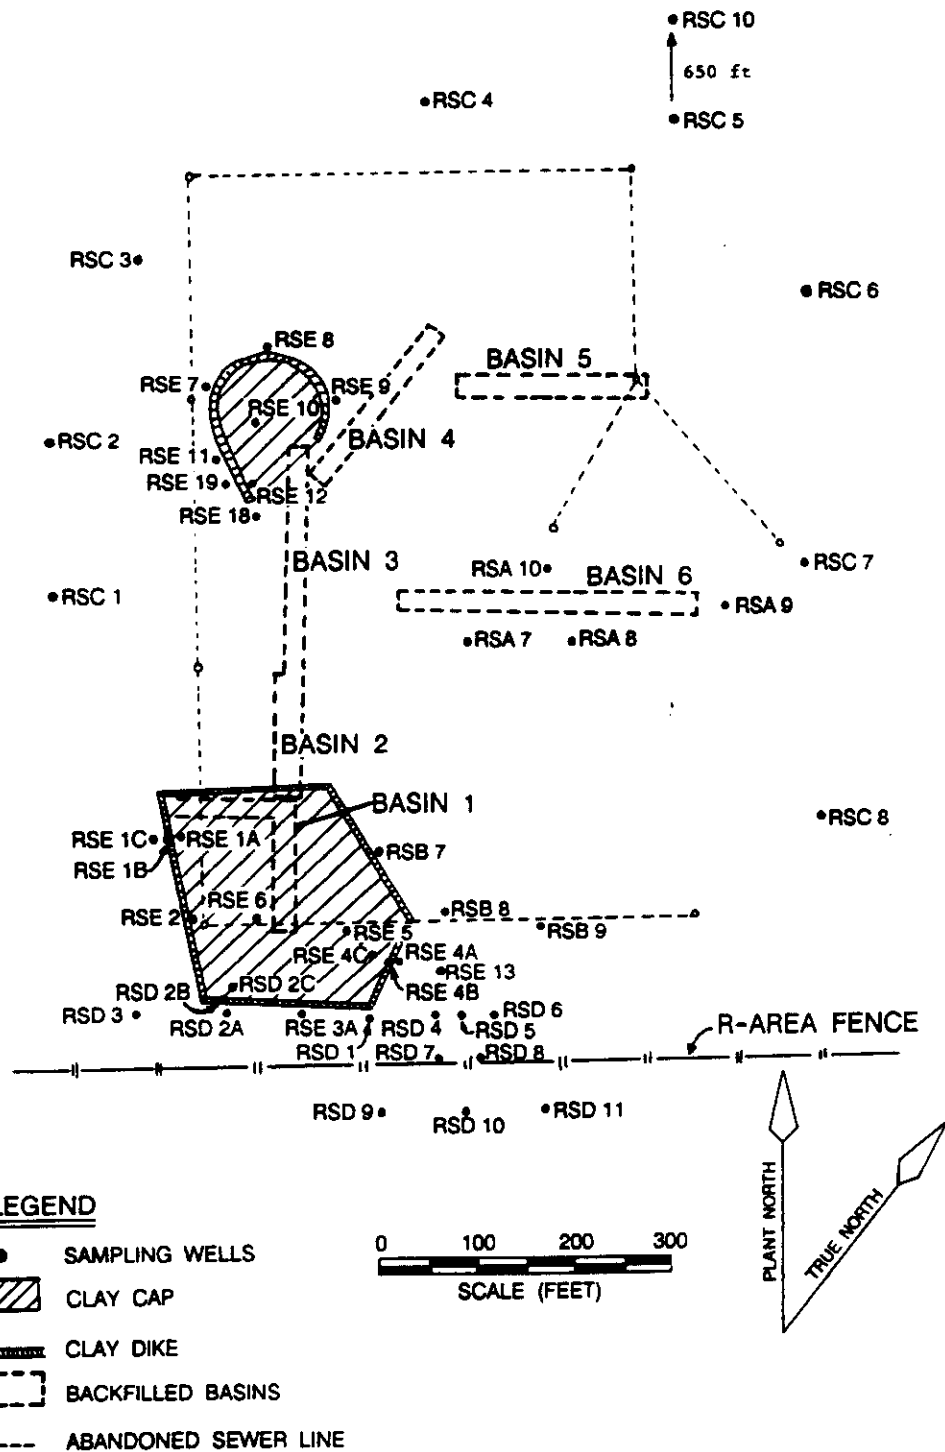 RSC 10
650 ft
RSC 4
RSC 5
RSC 3
RSC 6
RSE 8
BASIN 5
RSE 7
RSE 9
RSE 10
BASIN 4
RSC 2
RSE 11
RSE 19
RSE 12
RSE 18
BASIN 3
RSA 10
BASIN 6
RSC 7
RSC 1
RSA 9
RSA 7
RSA 8
BASIN 2
BASIN 1
RSC 8
RSE 1C
RSE 1A
RSB 7
RSE 1B
RSE 6
RSE 2
RSB 8
RSB 9
RSE 5
RSE 4C
RSE 4A
RSE 13
RSD 2C
RSD 2B
RSE 4B
RSD 3
RSD 2A
RSE 3A
RSD 4
RSD 6
RSD 5
R-AREA FENCE
RSD 1
RSD 7
RSD 8
RSD 9
RSD 10
RSD 11
PLANT NORTH
TRUE NORTH
LEGEND
SAMPLING WELLS
CLAY CAP
CLAY DIKE
BACKFILLED BASINS
ABANDONED SEWER LINE
0 100 200 300
SCALE (FEET)